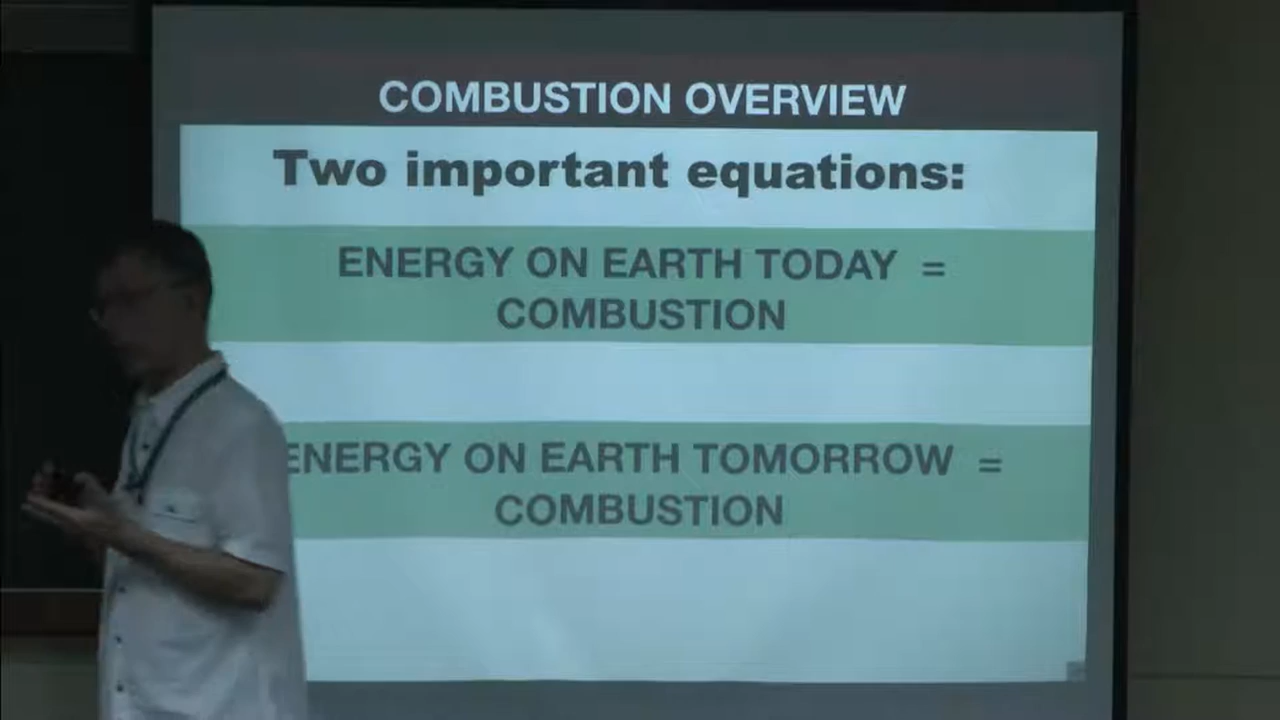 COMBUSTION OVERVIEW
Two important equations:
ENERGY ON EARTH TODAY =
COMBUSTION
ENERGY ON EARTH TOMORROW =
COMBUSTION